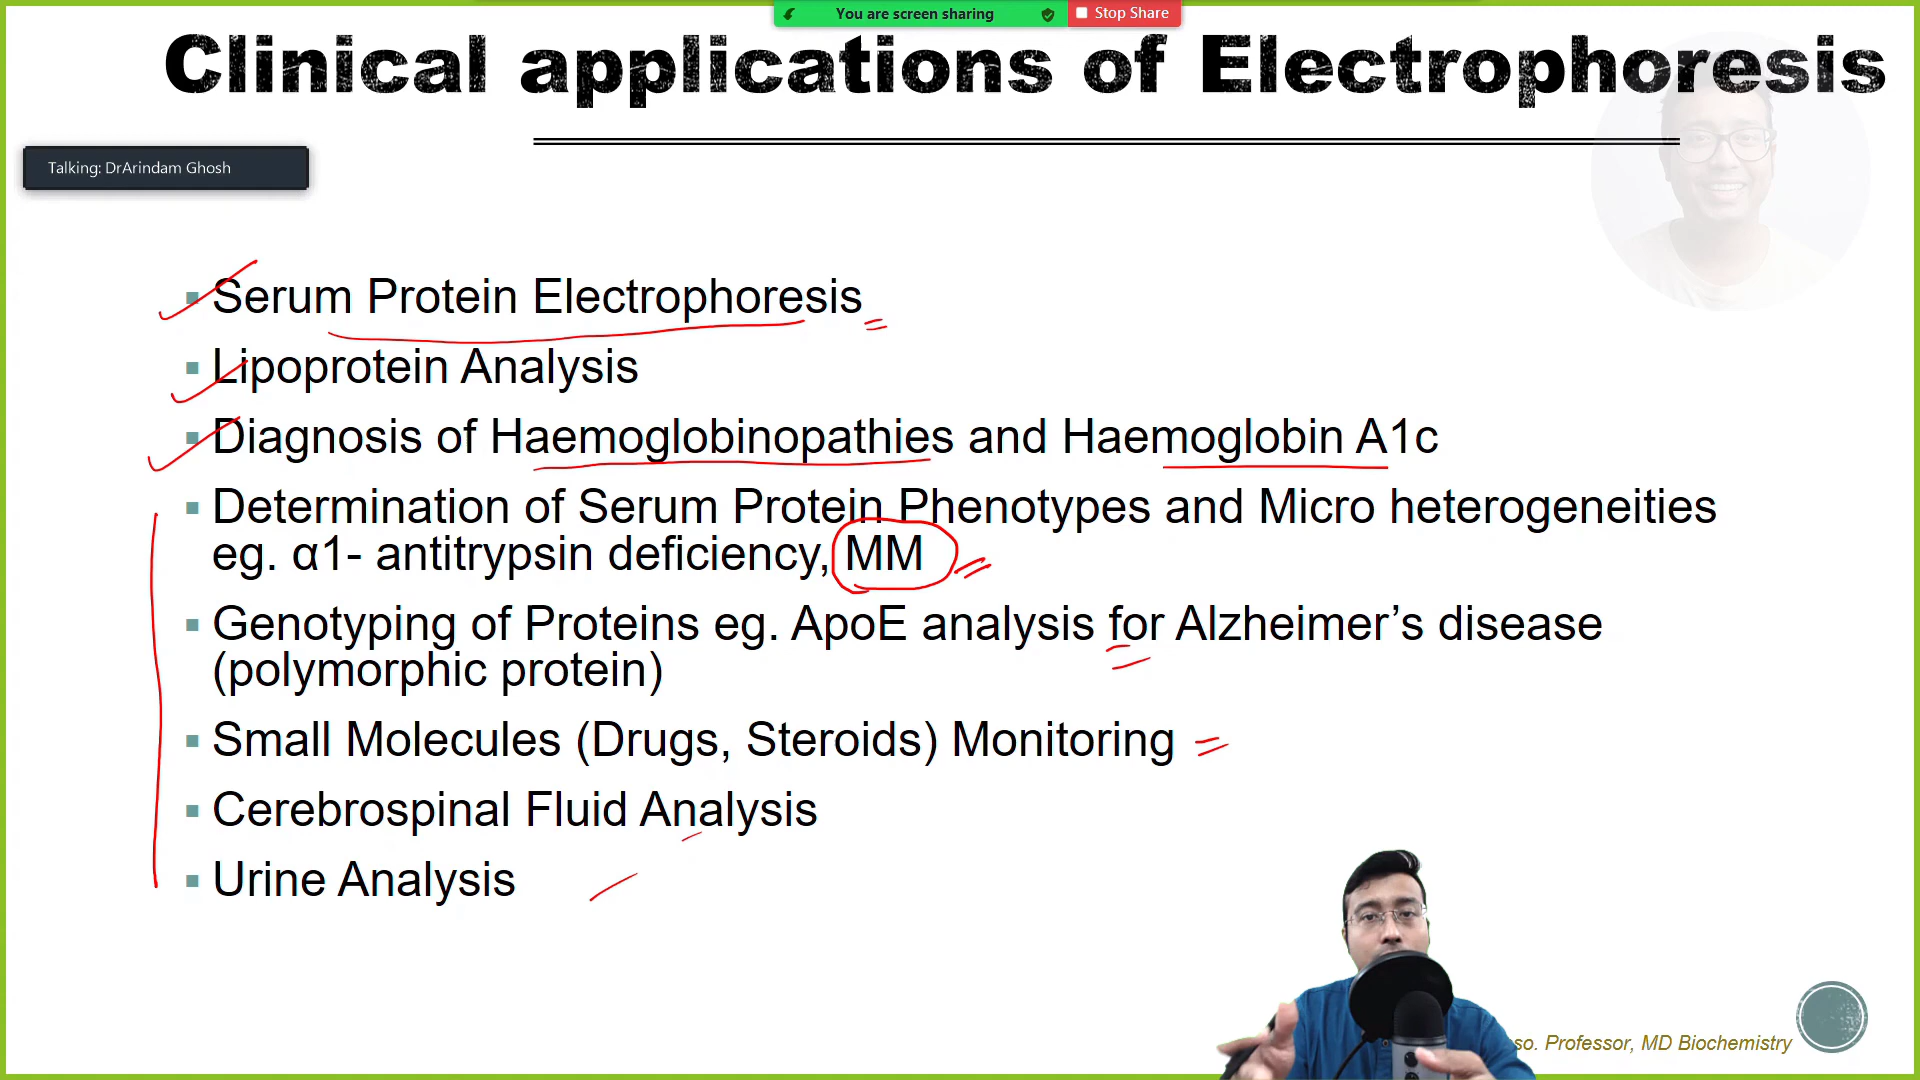 You are screen sharing
Stop Share
Clinical applications of Electrophoresis
Talking: DrArindam Ghosh
Serum Protein Electrophoresis
Lipoprotein Analysis
Diagnosis of Haemoglobinopathies and Haemoglobin A1c
Determination of Serum Protein Phenotypes and Micro heterogeneities
eg. α1- antitrypsin deficiency, MM
Genotyping of Proteins eg. ApoE analysis for Alzheimer’s disease
(polymorphic protein)
Small Molecules (Drugs, Steroids) Monitoring
Cerebrospinal Fluid Analysis
Urine Analysis
so. Professor, MD Biochemistry